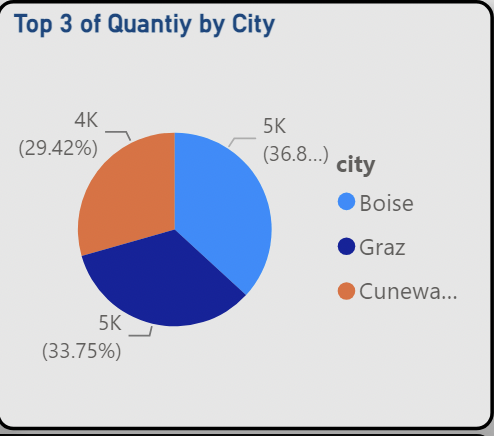 Top 3 of Quantiy by City
4K
(29.42%)
5K
(36.8...)
city
Boise
Graz
Cunewa...
5K
(33.75%)